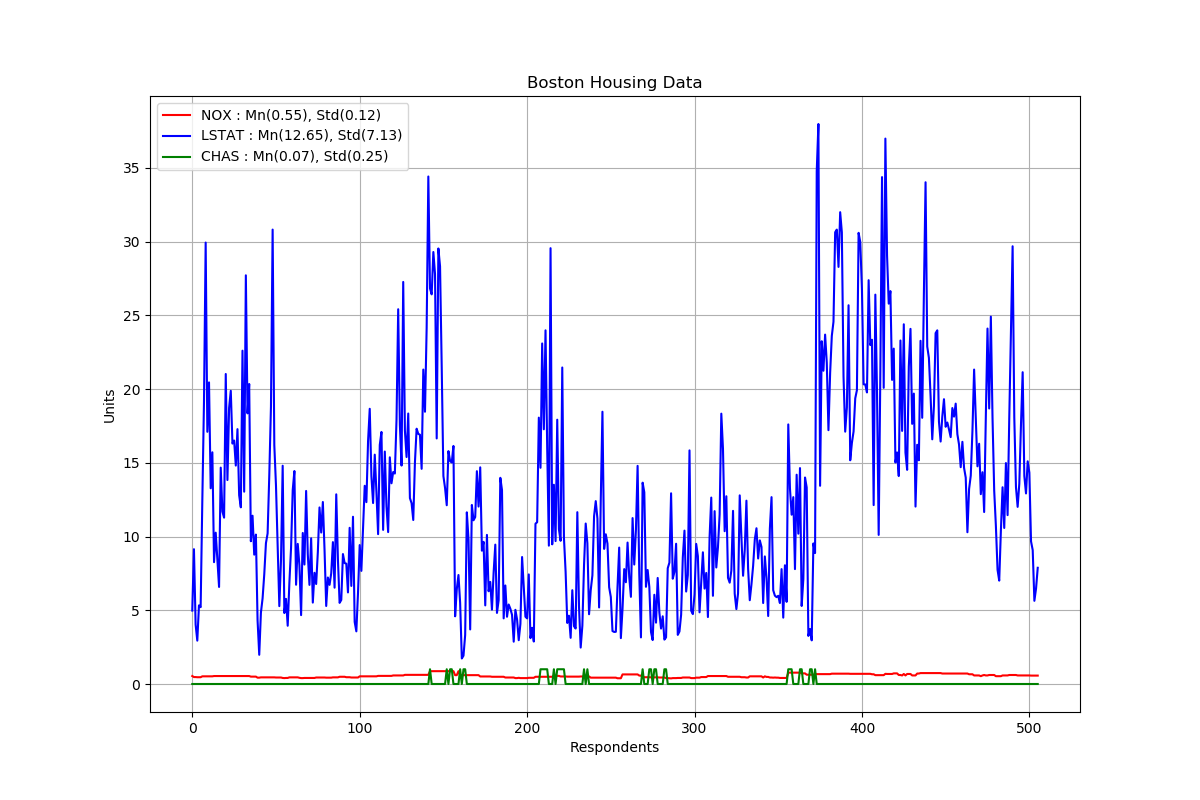 Boston Housing Data
NOX : Mn(0.55), Std(0.12)
LSTAT : Mn(12.65), Std(7.13)
CHAS : Mn(0.07), Std(0.25)
35
30
25
20
15
10
5
0
Units
0 100 200 300 400 500
Respondents